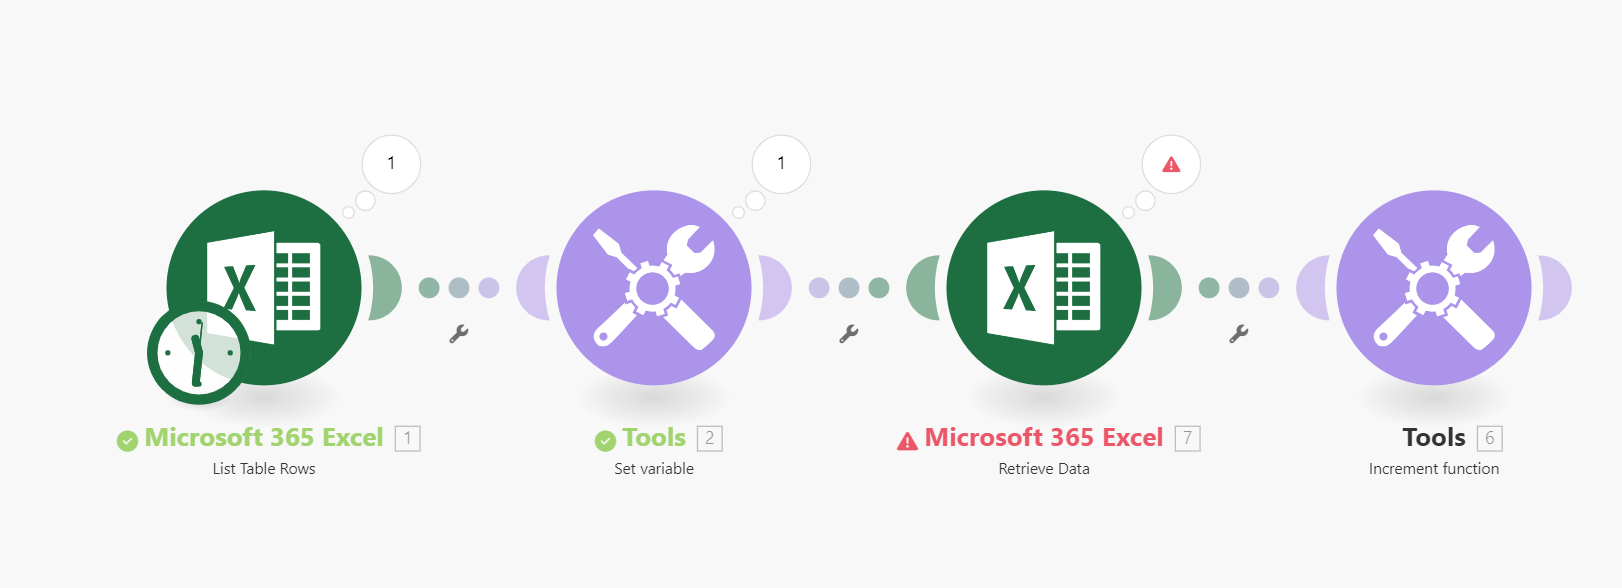 1
1
X
X
Microsoft 365 Excel 1
List Table Rows
Tools 2
Set variable
Microsoft 365 Excel 7
Retrieve Data
Tools 6
Increment function